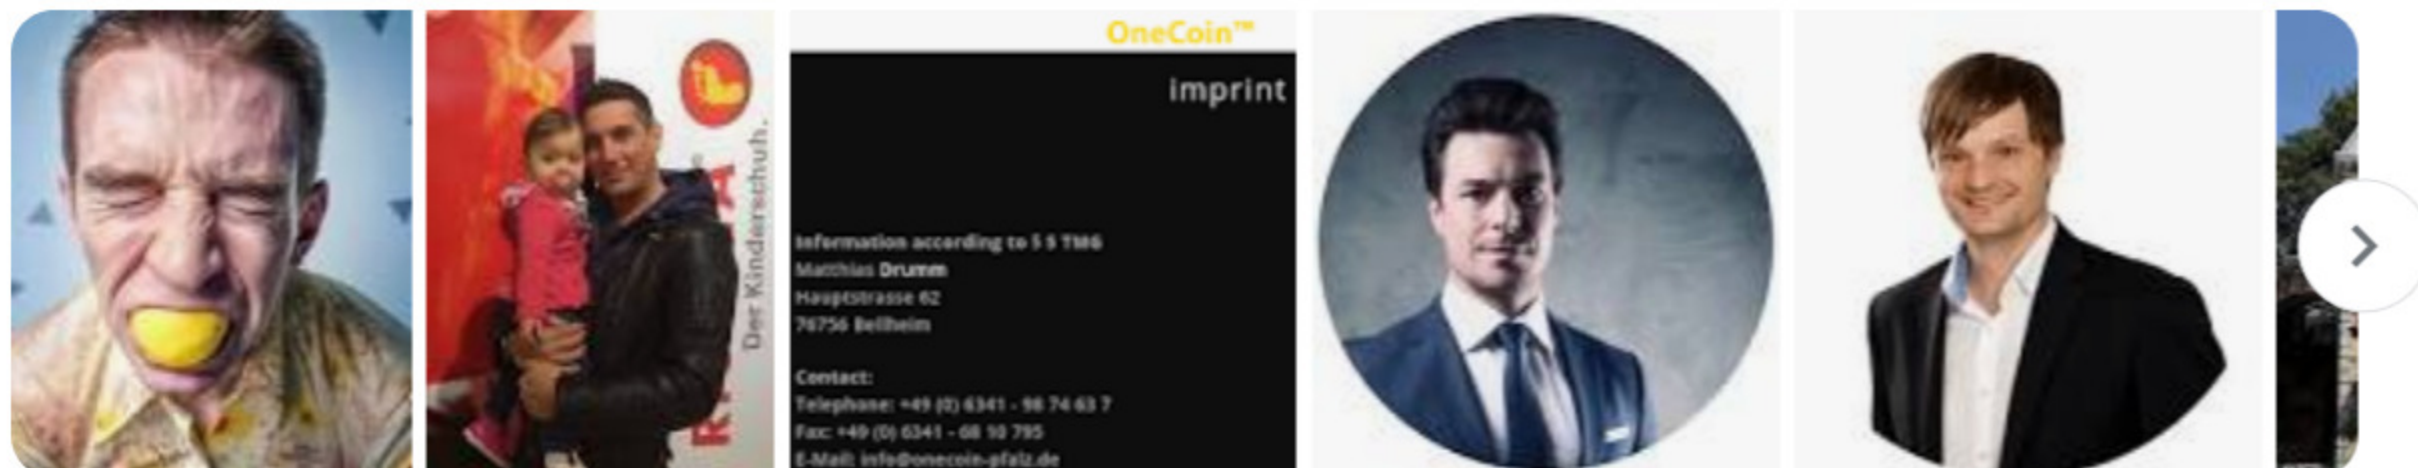 OneCoin™
imprint
Information according to § 5 TMG
Matthias Drumm
Hauptstrasse 62
76756 Bellheim
Contact:
Telephone: +49 (0) 6341 - 98 74 63 7
Fax: +49 (0) 6341 - 68 10 795
E-Mail: info@onecoin-pfalz.de
Der Kinderschuh.